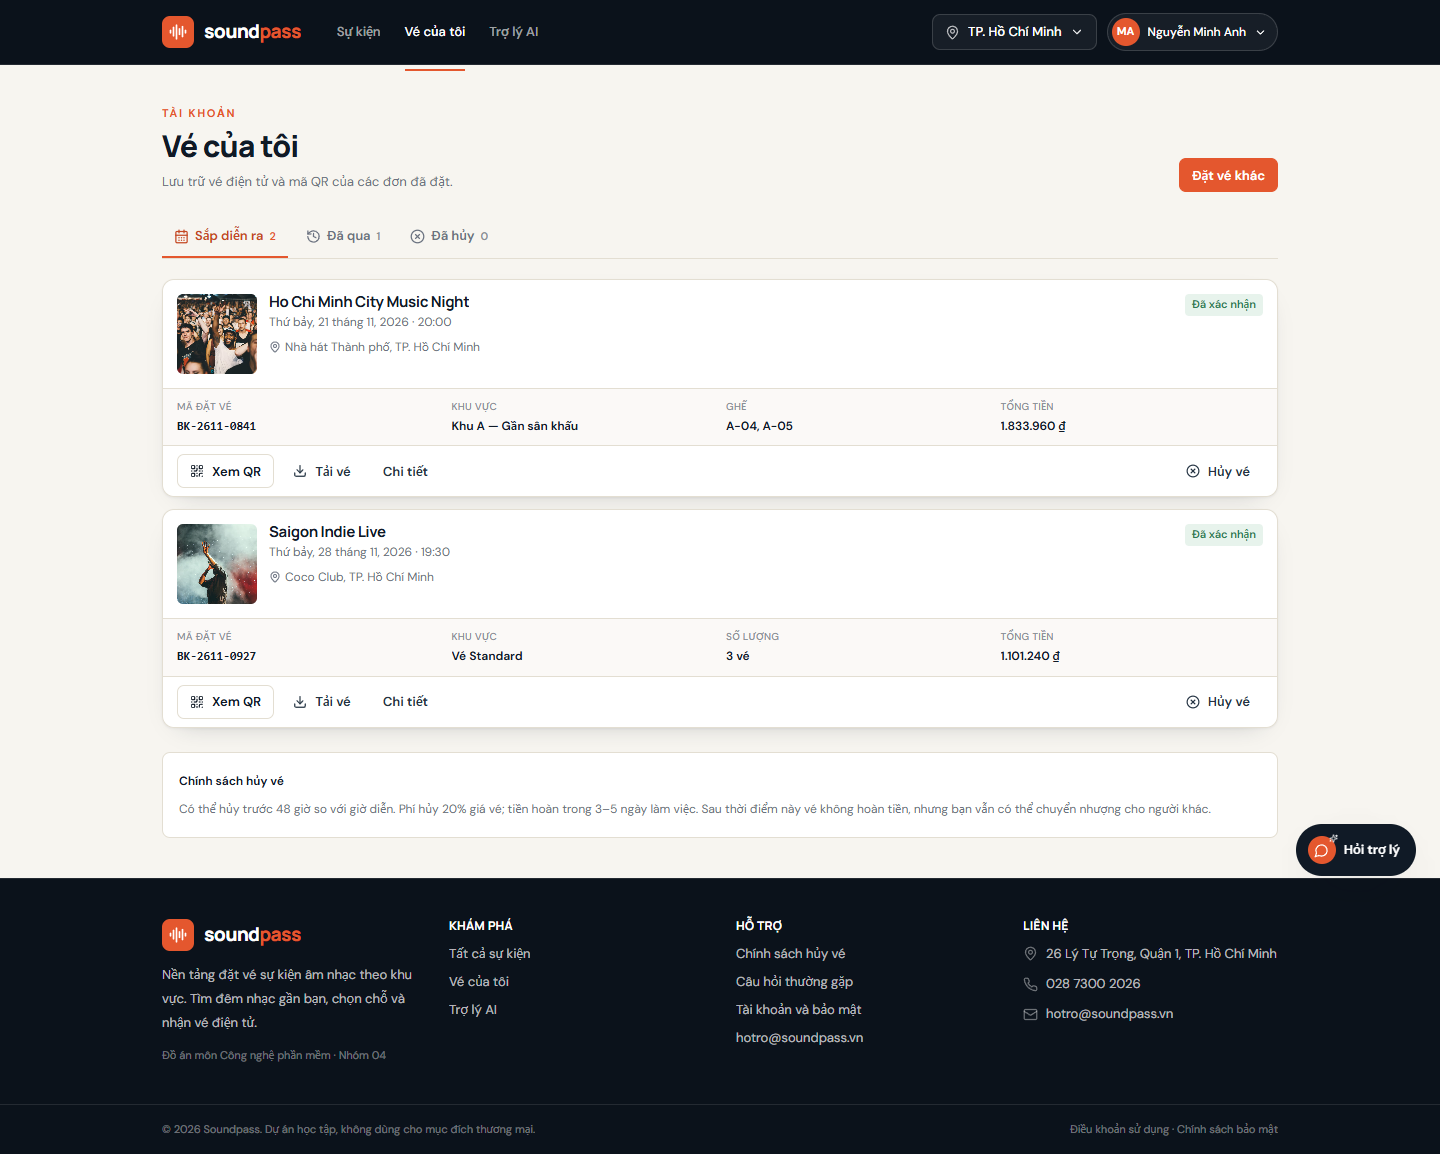 soundpass
Sự kiện
Vé của tôi
Trợ lý AI
TP. Hồ Chí Minh
MA
Nguyễn Minh Anh
TÀI KHOẢN
Vé của tôi
Lưu trữ vé điện tử và mã QR của các đơn đã đặt.
Đặt vé khác
Sắp diễn ra 2
Đã qua 1
Đã hủy 0
Ho Chi Minh City Music Night
Thứ bảy, 21 tháng 11, 2026 · 20:00
Nhà hát Thành phố, TP. Hồ Chí Minh
Đã xác nhận
MÃ ĐẶT VÉ
KHU VỰC
GHẾ
TỔNG TIỀN
BK-2611-0841
Khu A — Gần sân khấu
A-04, A-05
1.833.960 ₫
Xem QR
Tải vé
Chi tiết
Hủy vé
Saigon Indie Live
Thứ bảy, 28 tháng 11, 2026 · 19:30
Coco Club, TP. Hồ Chí Minh
Đã xác nhận
MÃ ĐẶT VÉ
KHU VỰC
SỐ LƯỢNG
TỔNG TIỀN
BK-2611-0927
Vé Standard
3 vé
1.101.240 ₫
Xem QR
Tải vé
Chi tiết
Hủy vé
Chính sách hủy vé
Có thể hủy trước 48 giờ so với giờ diễn. Phí hủy 20% giá vé; tiền hoàn trong 3–5 ngày làm việc. Sau thời điểm này vé không hoàn tiền, nhưng bạn vẫn có thể chuyển nhượng cho người khác.
Hỏi trợ lý
soundpass
Nền tảng đặt vé sự kiện âm nhạc theo khu
vực. Tìm đêm nhạc gần bạn, chọn chỗ và
nhận vé điện tử.
Đồ án môn Công nghệ phần mềm · Nhóm 04
KHÁM PHÁ
Tất cả sự kiện
Vé của tôi
Trợ lý AI
HỖ TRỢ
Chính sách hủy vé
Câu hỏi thường gặp
Tài khoản và bảo mật
hotro@soundpass.vn
LIÊN HỆ
26 Lý Tự Trọng, Quận 1, TP. Hồ Chí Minh
028 7300 2026
hotro@soundpass.vn
© 2026 Soundpass. Dự án học tập, không dùng cho mục đích thương mại.
Điều khoản sử dụng · Chính sách bảo mật